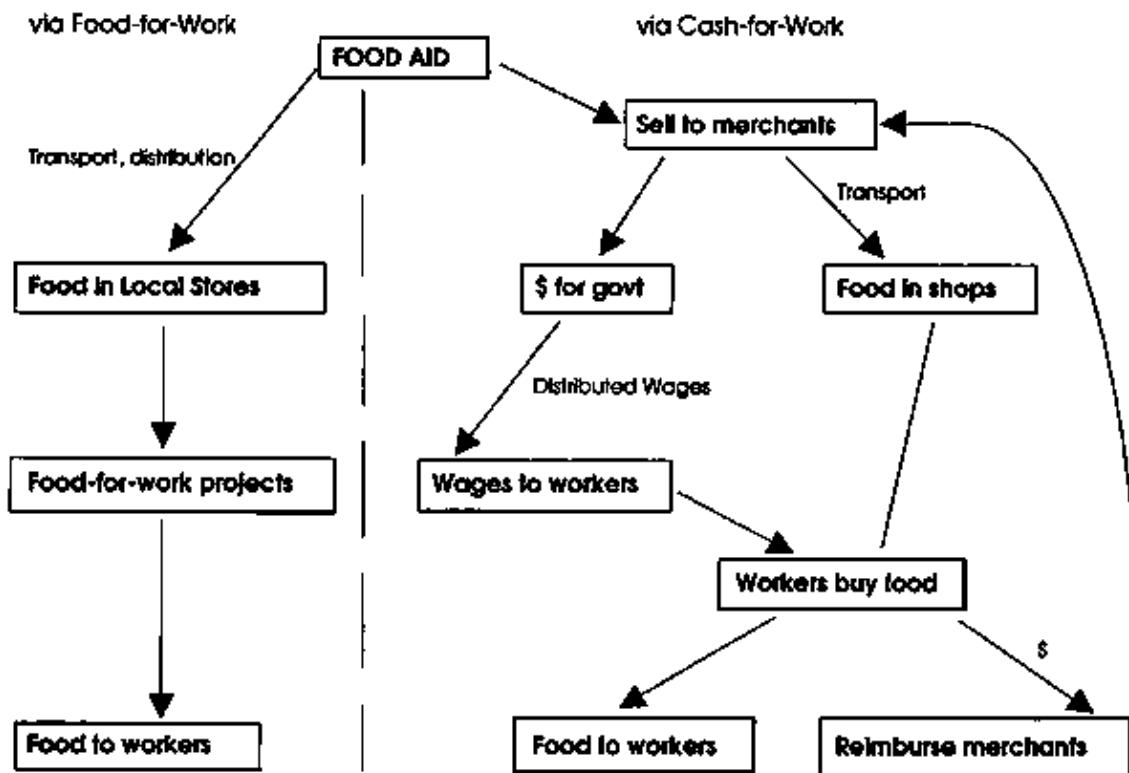 via Food-for-Work
via Cash-for-Work
FOOD AID
Sell to merchants
Transport, distribution
Transport
Food in Local Stores
$ for govt
Food in shops
Distributed Wages
Food-for-work projects
Wages to workers
Workers buy food
$
Food to workers
Food to workers
Reimburse merchants